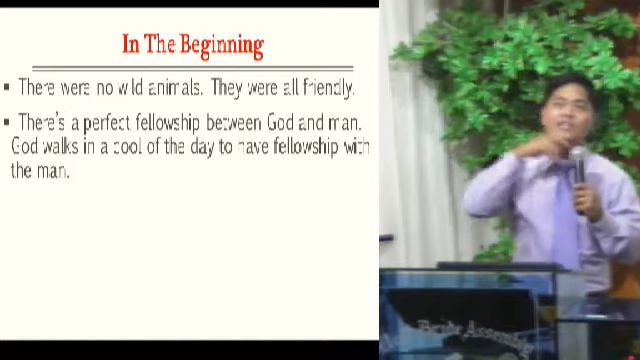 In The Beginning
There were no wild animals. They were all friendly.
There's a perfect fellowship between God and man.
God walks in a cool of the day to have fellowship with
the man.
Assembly